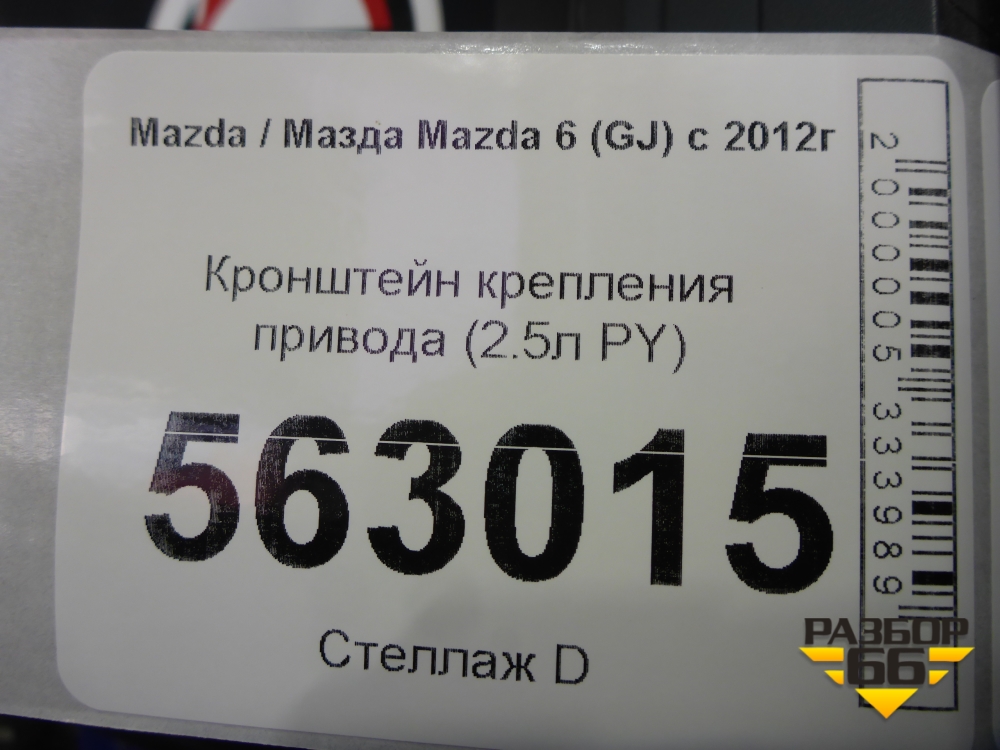 Mazda / Мазда Mazda 6 (GJ) с 2012г
Кронштейн крепления
привода (2.5л PY)
563015
Стеллаж D
2000005333989
РАЗБОР
66